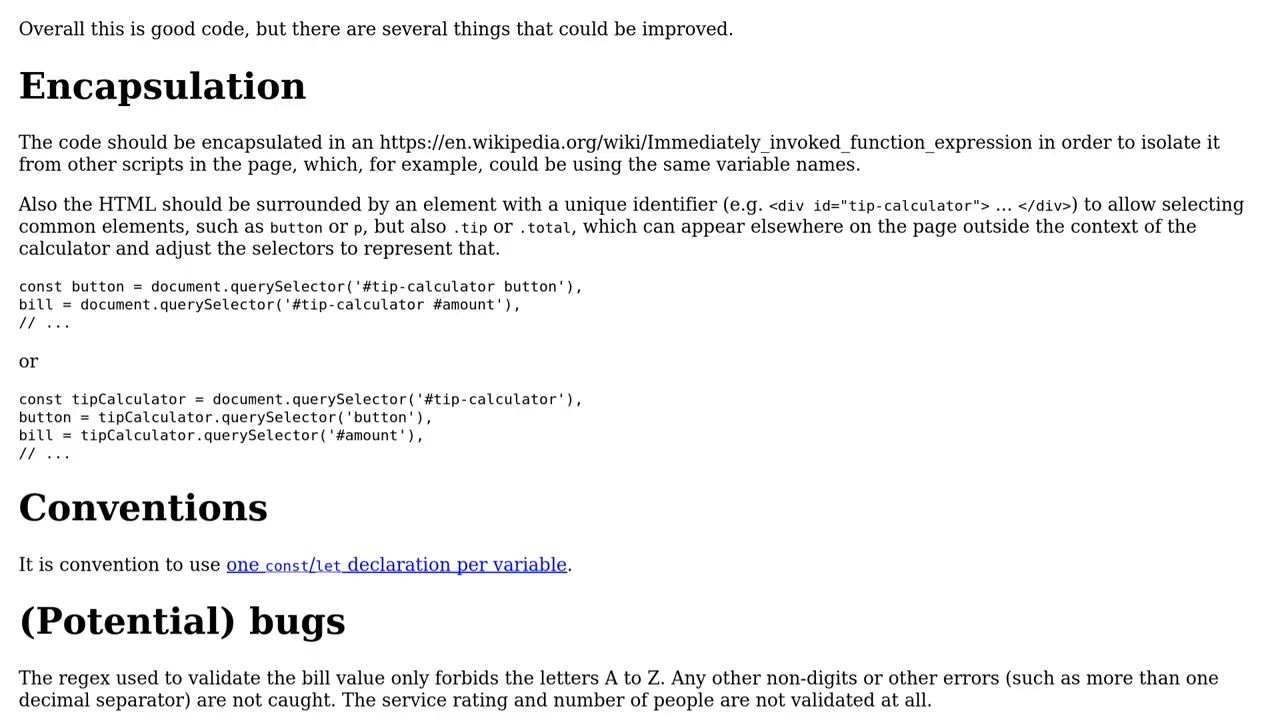 Overall this is good code, but there are several things that could be improved.
Encapsulation
The code should be encapsulated in an https://en.wikipedia.org/wiki/Immediately_invoked_function_expression in order to isolate it
from other scripts in the page, which, for example, could be using the same variable names.
Also the HTML should be surrounded by an element with a unique identifier (e.g. <div id="tip-calculator"> ... </div>) to allow selecting
common elements, such as button or p, but also .tip or .total, which can appear elsewhere on the page outside the context of the
calculator and adjust the selectors to represent that.
const button = document.querySelector('#tip-calculator button'),
bill = document.querySelector('#tip-calculator #amount'),
// ...
or
const tipCalculator = document.querySelector('#tip-calculator'),
button = tipCalculator.querySelector('button'),
bill = tipCalculator.querySelector('#amount'),
// ...
Conventions
It is convention to use one const/let declaration per variable.
(Potential) bugs
The regex used to validate the bill value only forbids the letters A to Z. Any other non-digits or other errors (such as more than one
decimal separator) are not caught. The service rating and number of people are not validated at all.